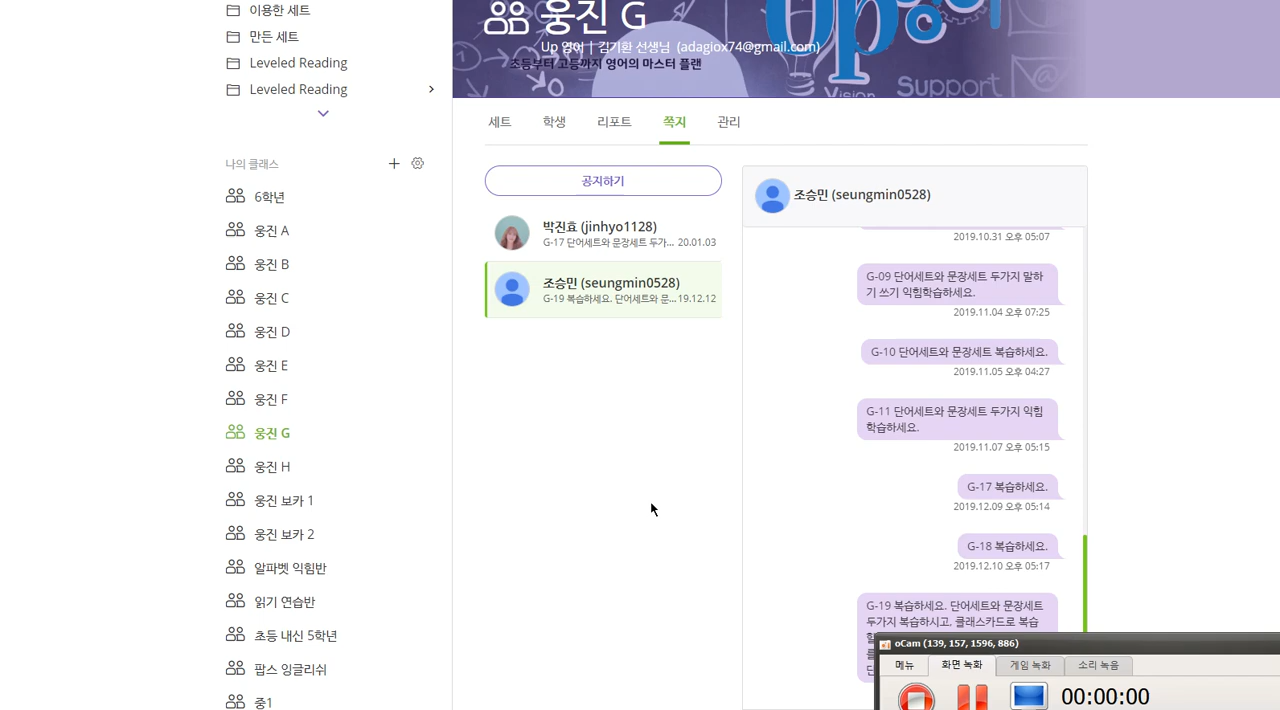 이용한 세트
만든 세트
Leveled Reading
Leveled Reading
나의 클래스
6학년
웅진 A
웅진 B
웅진 C
웅진 D
웅진 E
웅진 F
웅진 G
웅진 H
웅진 보카 1
웅진 보카 2
알파벳 익힘반
읽기 연습반
초등 내신 5학년
팝스 잉글리쉬
중1
웅진 G
Up 영어 | 김기환 선생님 (adagiox74@gmail.com)
초등부터 고등까지 영어의 마스터 플랜
Up영어
Vision
Support
세트 학생 리포트 쪽지 관리
공지하기
박진효 (jinhyo1128)
G-17 단어세트와 문장세트 두가... 20.01.03
조승민 (seungmin0528)
G-19 복습하세요. 단어세트와 문... 19.12.12
조승민 (seungmin0528)
2019.10.31 오후 05:07
G-09 단어세트와 문장세트 두가지 말하
기 쓰기 익힘학습하세요.
2019.11.04 오후 07:25
G-10 단어세트와 문장세트 복습하세요.
2019.11.05 오후 04:27
G-11 단어세트와 문장세트 두가지 익힘
학습하세요.
2019.11.07 오후 05:15
G-17 복습하세요.
2019.12.09 오후 05:14
G-18 복습하세요.
2019.12.10 오후 05:17
G-19 복습하세요. 단어세트와 문장세트
두가지 복습하시고. 클래스카드로 복습
oCam (139, 157, 1596, 886)
메뉴 화면 녹화 게임 녹화 소리 녹음
00:00:00